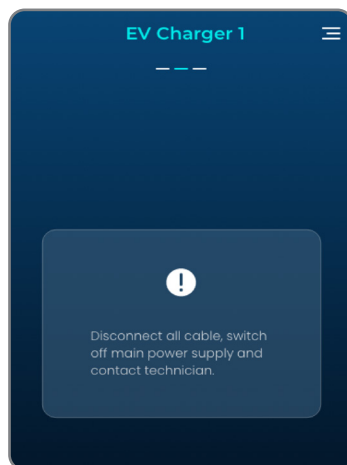 EV Charger 1
Disconnect all cable, switch
off main power supply and
contact technician.